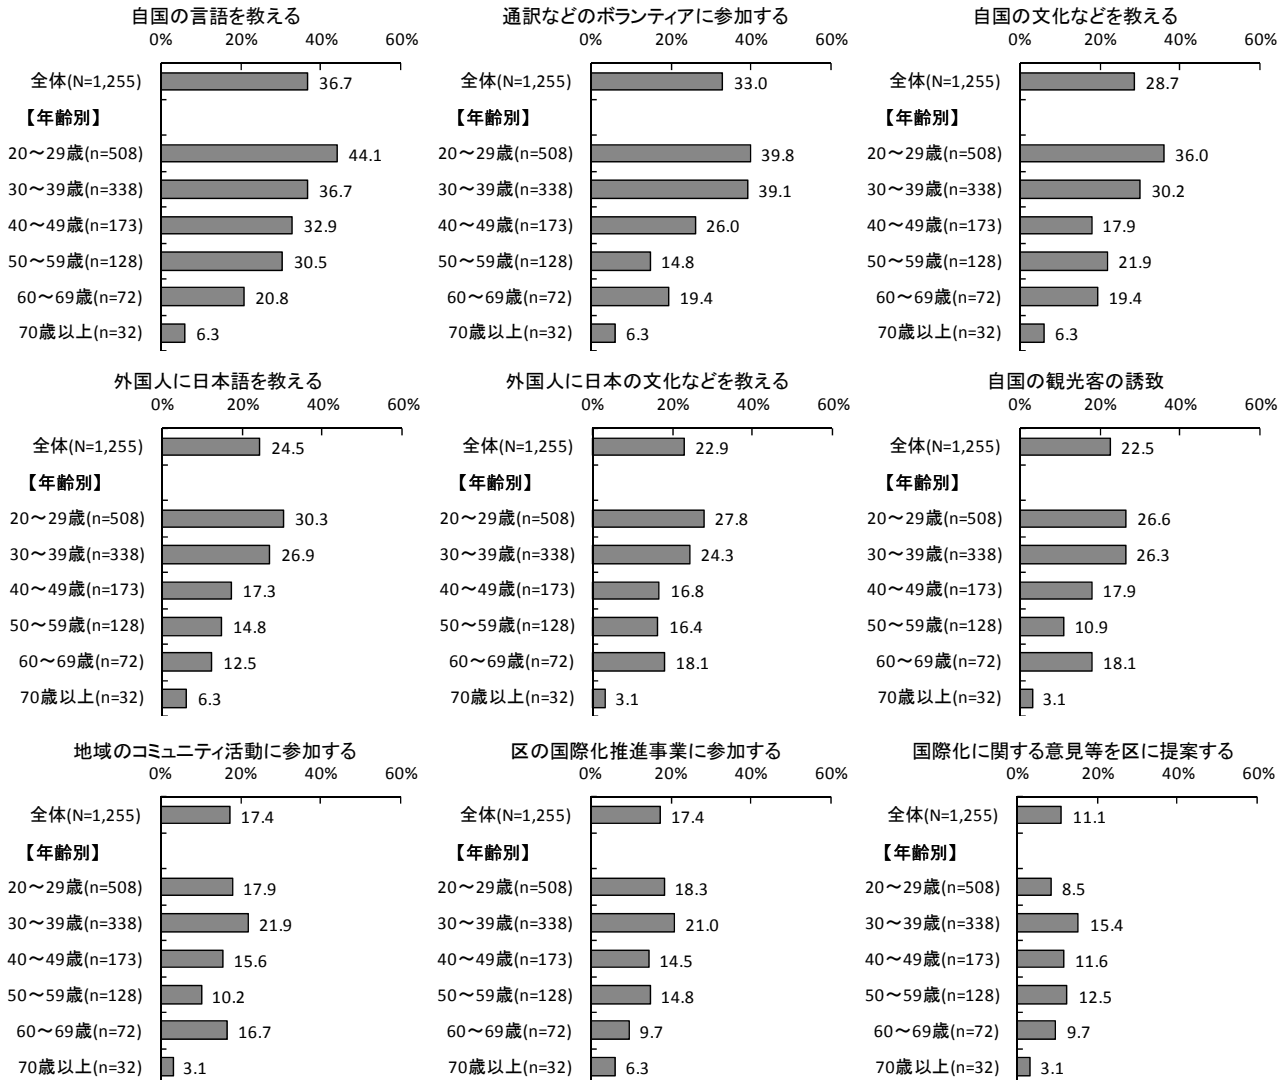 自国の言語を教える
0% 20% 40% 60%
全体(N=1,255) 36.7
【年齢別】
20～29歳(n=508) 44.1
30～39歳(n=338) 36.7
40～49歳(n=173) 32.9
50～59歳(n=128) 30.5
60～69歳(n=72) 20.8
70歳以上(n=32) 6.3
通訳などのボランティアに参加する
0% 20% 40% 60%
全体(N=1,255) 33.0
【年齢別】
20～29歳(n=508) 39.8
30～39歳(n=338) 39.1
40～49歳(n=173) 26.0
50～59歳(n=128) 14.8
60～69歳(n=72) 19.4
70歳以上(n=32) 6.3
自国の文化などを教える
0% 20% 40% 60%
全体(N=1,255) 28.7
【年齢別】
20～29歳(n=508) 36.0
30～39歳(n=338) 30.2
40～49歳(n=173) 17.9
50～59歳(n=128) 21.9
60～69歳(n=72) 19.4
70歳以上(n=32) 6.3
外国人に日本語を教える
0% 20% 40% 60%
全体(N=1,255) 24.5
【年齢別】
20～29歳(n=508) 30.3
30～39歳(n=338) 26.9
40～49歳(n=173) 17.3
50～59歳(n=128) 14.8
60～69歳(n=72) 12.5
70歳以上(n=32) 6.3
外国人に日本の文化などを教える
0% 20% 40% 60%
全体(N=1,255) 22.9
【年齢別】
20～29歳(n=508) 27.8
30～39歳(n=338) 24.3
40～49歳(n=173) 16.8
50～59歳(n=128) 16.4
60～69歳(n=72) 18.1
70歳以上(n=32) 3.1
自国の観光客の誘致
0% 20% 40% 60%
全体(N=1,255) 22.5
【年齢別】
20～29歳(n=508) 26.6
30～39歳(n=338) 26.3
40～49歳(n=173) 17.9
50～59歳(n=128) 10.9
60～69歳(n=72) 18.1
70歳以上(n=32) 3.1
地域のコミュニティ活動に参加する
0% 20% 40% 60%
全体(N=1,255) 17.4
【年齢別】
20～29歳(n=508) 17.9
30～39歳(n=338) 21.9
40～49歳(n=173) 15.6
50～59歳(n=128) 10.2
60～69歳(n=72) 16.7
70歳以上(n=32) 3.1
区の国際化推進事業に参加する
0% 20% 40% 60%
全体(N=1,255) 17.4
【年齢別】
20～29歳(n=508) 18.3
30～39歳(n=338) 21.0
40～49歳(n=173) 14.5
50～59歳(n=128) 14.8
60～69歳(n=72) 9.7
70歳以上(n=32) 6.3
国際化に関する意見等を区に提案する
0% 20% 40% 60%
全体(N=1,255) 11.1
【年齢別】
20～29歳(n=508) 8.5
30～39歳(n=338) 15.4
40～49歳(n=173) 11.6
50～59歳(n=128) 12.5
60～69歳(n=72) 9.7
70歳以上(n=32) 3.1